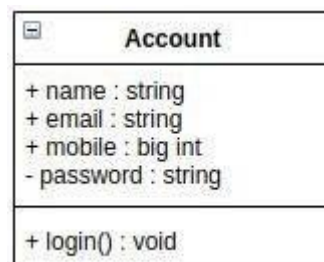 Account
+ name : string
+ email : string
+ mobile : big int
- password : string
+ login() : void